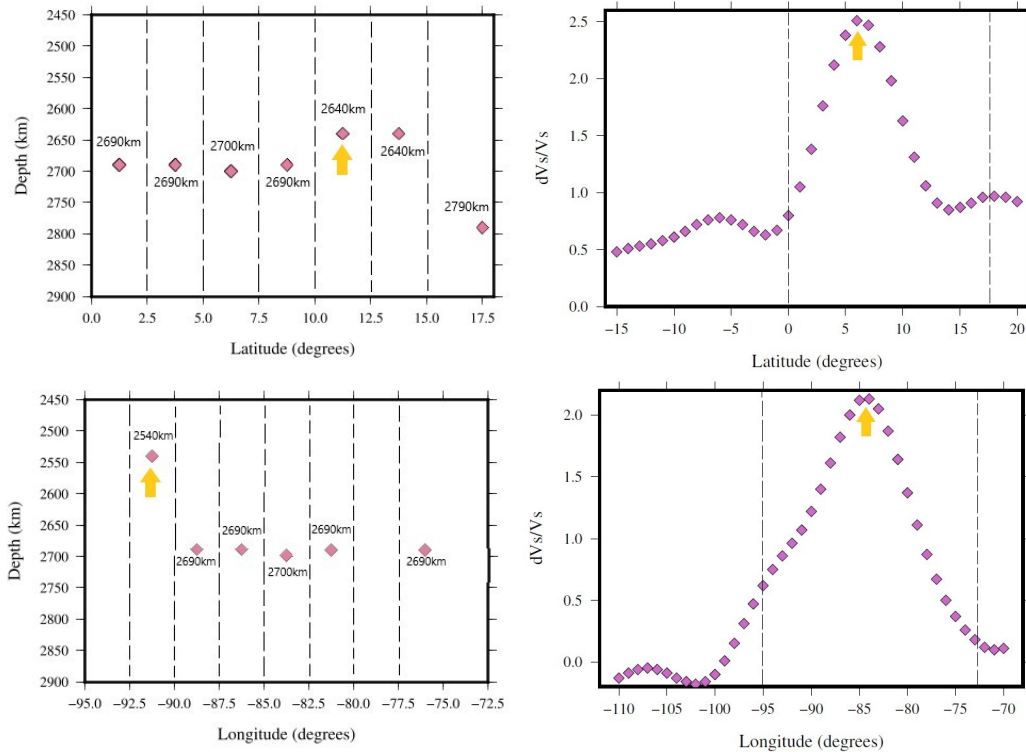 2450
2500
2550
2600
2650
2700
2750
2800
2850
2900
Depth (km)
2690km
2690km
2700km
2690km
2640km
2640km
2790km
0.0 2.5 5.0 7.5 10.0 12.5 15.0 17.5
Latitude (degrees)
2.5
2.0
1.5
1.0
0.5
0.0
dVs/Vs
−15 −10 −5 0 5 10 15 20
Latitude (degrees)
2450
2500
2550
2600
2650
2700
2750
2800
2850
2900
Depth (km)
2540km
2690km
2690km
2700km
2690km
2690km
−95.0 −92.5 −90.0 −87.5 −85.0 −82.5 −80.0 −77.5 −75.0 −72.5
Longitude (degrees)
2.0
1.5
1.0
0.5
0.0
dVs/Vs
−110 −105 −100 −95 −90 −85 −80 −75 −70
Longitude (degrees)